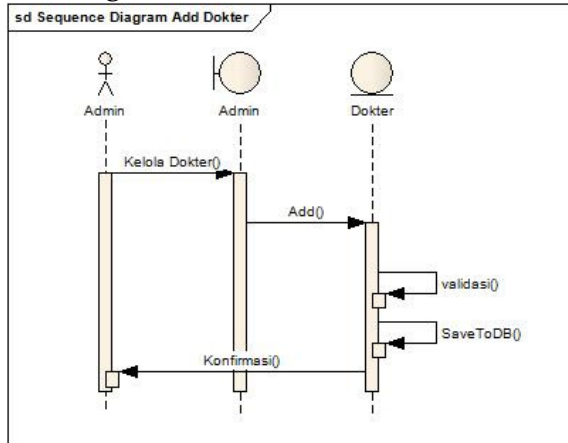 sd Sequence Diagram Add Dokter
Admin
Admin
Dokter
Kelola Dokter()
Add()
validasi()
SaveToDB()
Konfirmasi()